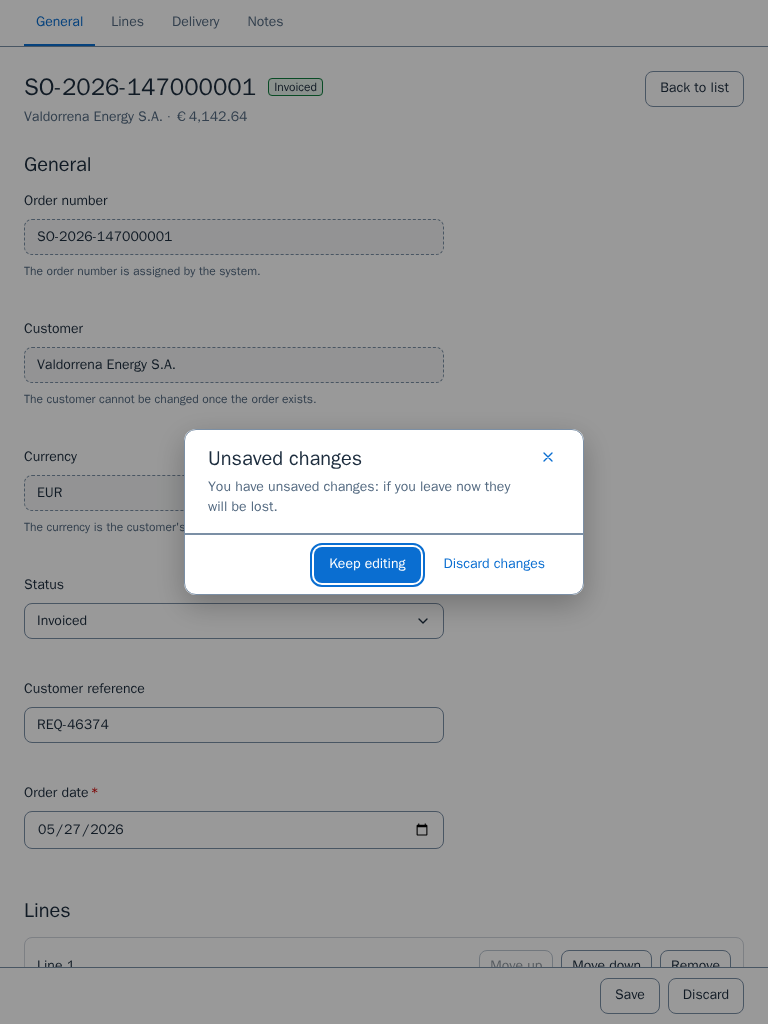 General Lines Delivery Notes
SO-2026-147000001 Invoiced Back to list
Valdorrena Energy S.A. · € 4,142.64
General
Order number
SO-2026-147000001
The order number is assigned by the system.
Customer
Valdorrena Energy S.A.
The customer cannot be changed once the order exists.
Currency
EUR
The currency is the customer's
Unsaved changes
You have unsaved changes: if you leave now they
will be lost.
Keep editing Discard changes
Status
Invoiced
Customer reference
REQ-46374
Order date *
05/27/2026
Lines
Line 1 Move up Move down Remove
Save Discard